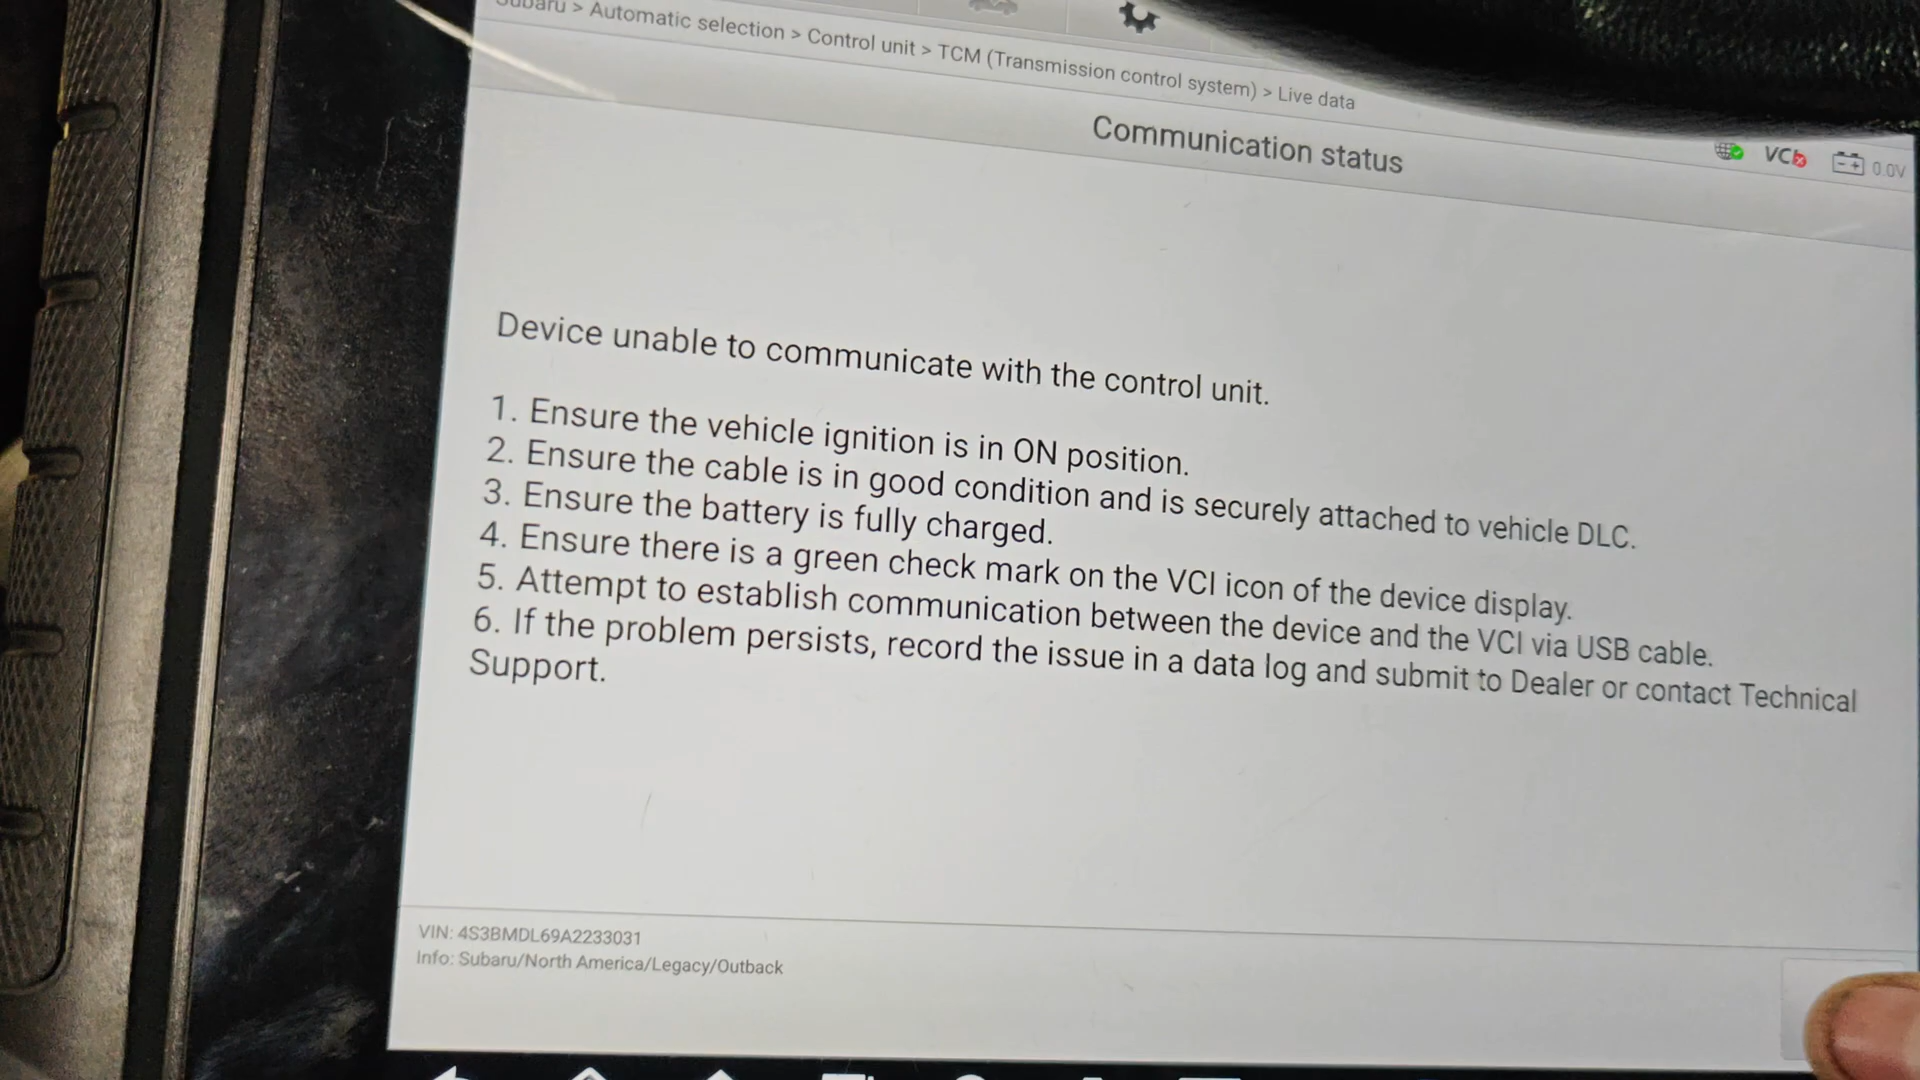 Subaru > Automatic selection > Control unit > TCM (Transmission control system) > Live data
Communication status
VCI
0.0V
Device unable to communicate with the control unit.
1. Ensure the vehicle ignition is in ON position.
2. Ensure the cable is in good condition and is securely attached to vehicle DLC.
3. Ensure the battery is fully charged.
4. Ensure there is a green check mark on the VCI icon of the device display.
5. Attempt to establish communication between the device and the VCI via USB cable.
6. If the problem persists, record the issue in a data log and submit to Dealer or contact Technical
Support.
VIN: 4S3BMDL69A2233031
Info: Subaru/North America/Legacy/Outback